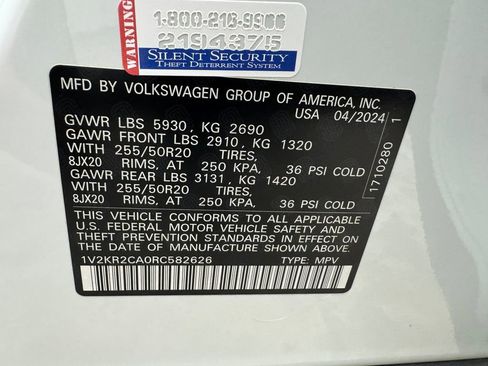 WARNING
1-800-218-9966
2194375
SILENT SECURITY
THEFT DETERRENT SYSTEM
MFD BY VOLKSWAGEN GROUP OF AMERICA, INC.
USA 04/2024
GVWR LBS 5930, KG 2690
GAWR FRONT LBS 2910, KG 1320
WITH 255/50R20 TIRES,
8JX20 RIMS, AT 250 KPA, 36 PSI COLD
GAWR REAR LBS 3131, KG 1420
WITH 255/50R20 TIRES,
8JX20 RIMS, AT 250 KPA, 36 PSI COLD
THIS VEHICLE CONFORMS TO ALL APPLICABLE
U.S. FEDERAL MOTOR VEHICLE SAFETY AND
THEFT PREVENTION STANDARDS IN EFFECT ON
THE DATE OF MANUFACTURE SHOWN ABOVE.
1V2KR2CA0RC582626 TYPE: MPV
1710280 1